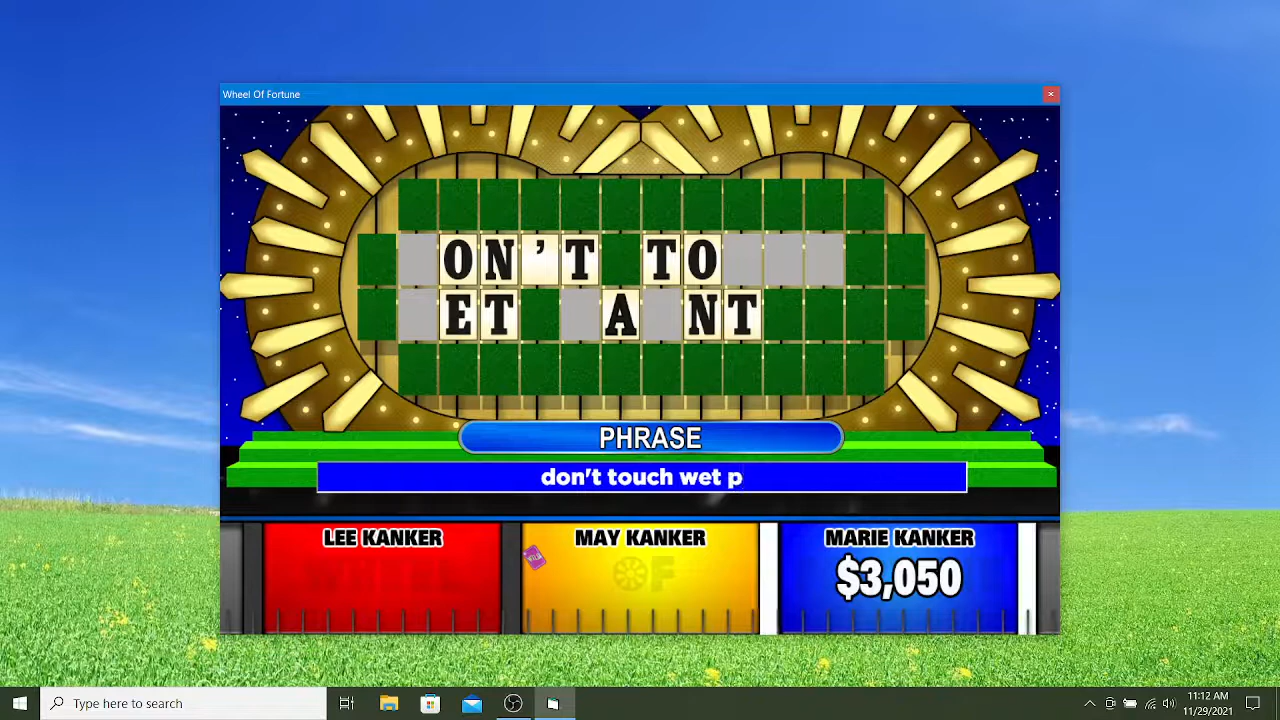 Wheel Of Fortune
ON'T TO
ET A NT
PHRASE
don't touch wet p
LEE KANKER
MAY KANKER
MARIE KANKER
OF
$3,050
Type here to search
11:12 AM
11/29/2021